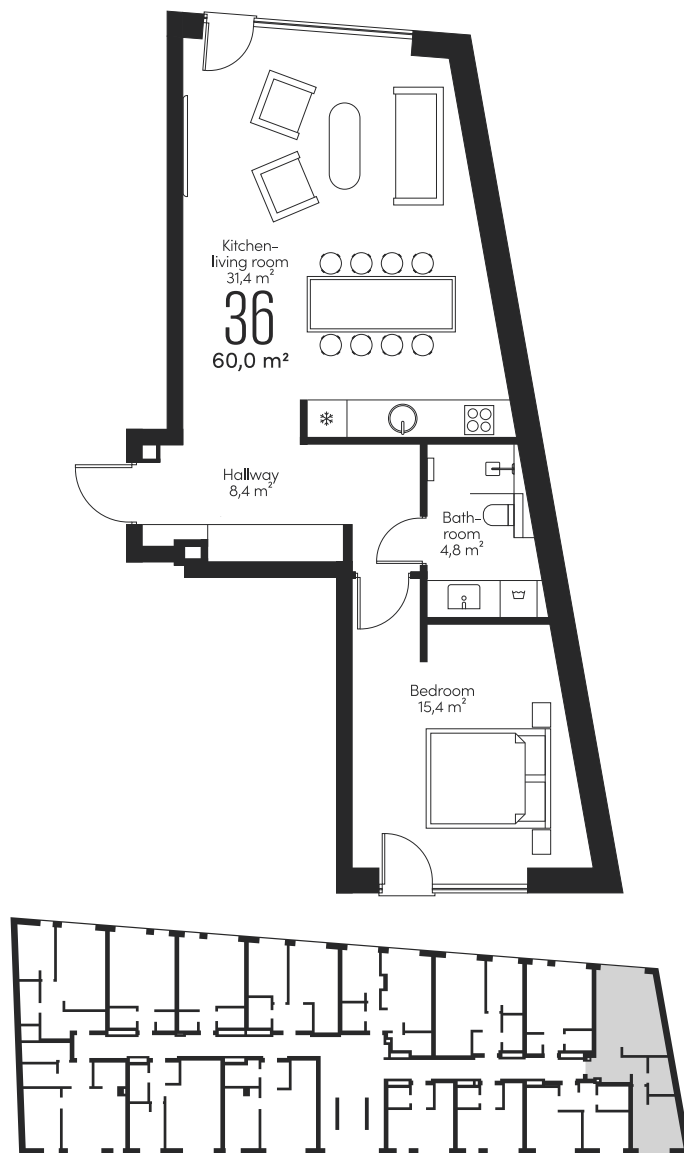 Kitchen-
living room
31,4 m²
36
60,0 m²
Hallway
8,4 m²
Bath-
room
4,8 m²
Bedroom
15,4 m²